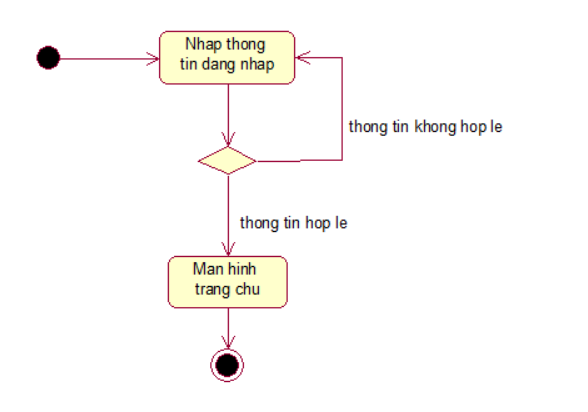 Nhap thong
tin dang nhap
thong tin khong hop le
thong tin hop le
Man hinh
trang chu